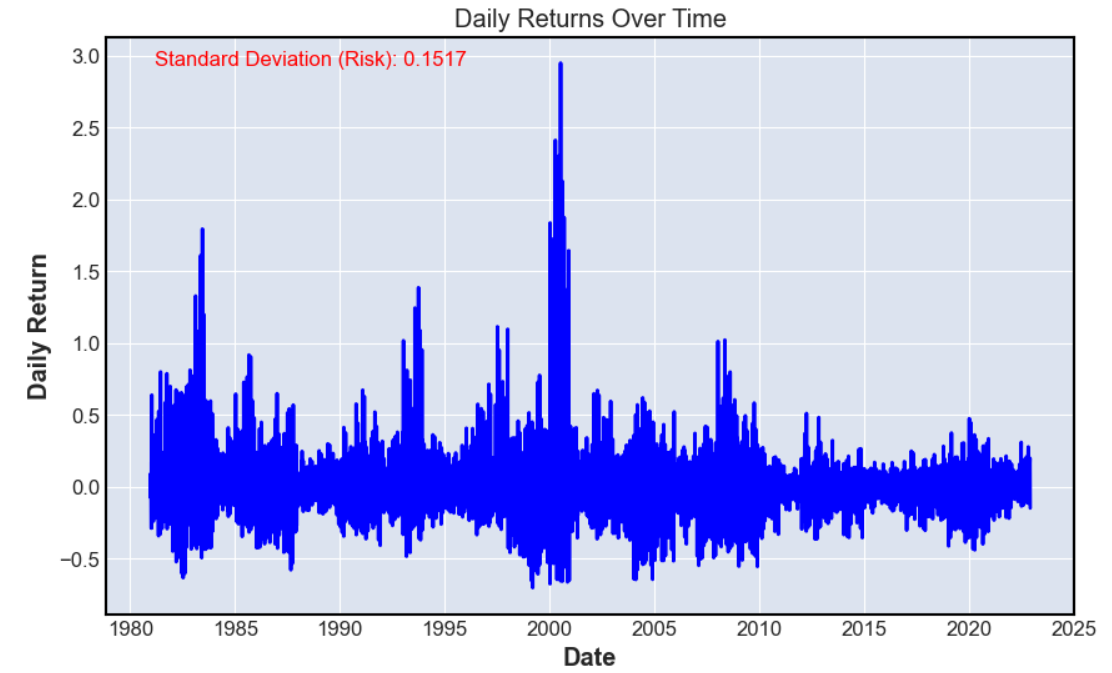 Daily Returns Over Time
Standard Deviation (Risk): 0.1517
3.0
2.5
2.0
1.5
1.0
0.5
0.0
−0.5
Daily Return
1980 1985 1990 1995 2000 2005 2010 2015 2020 2025
Date